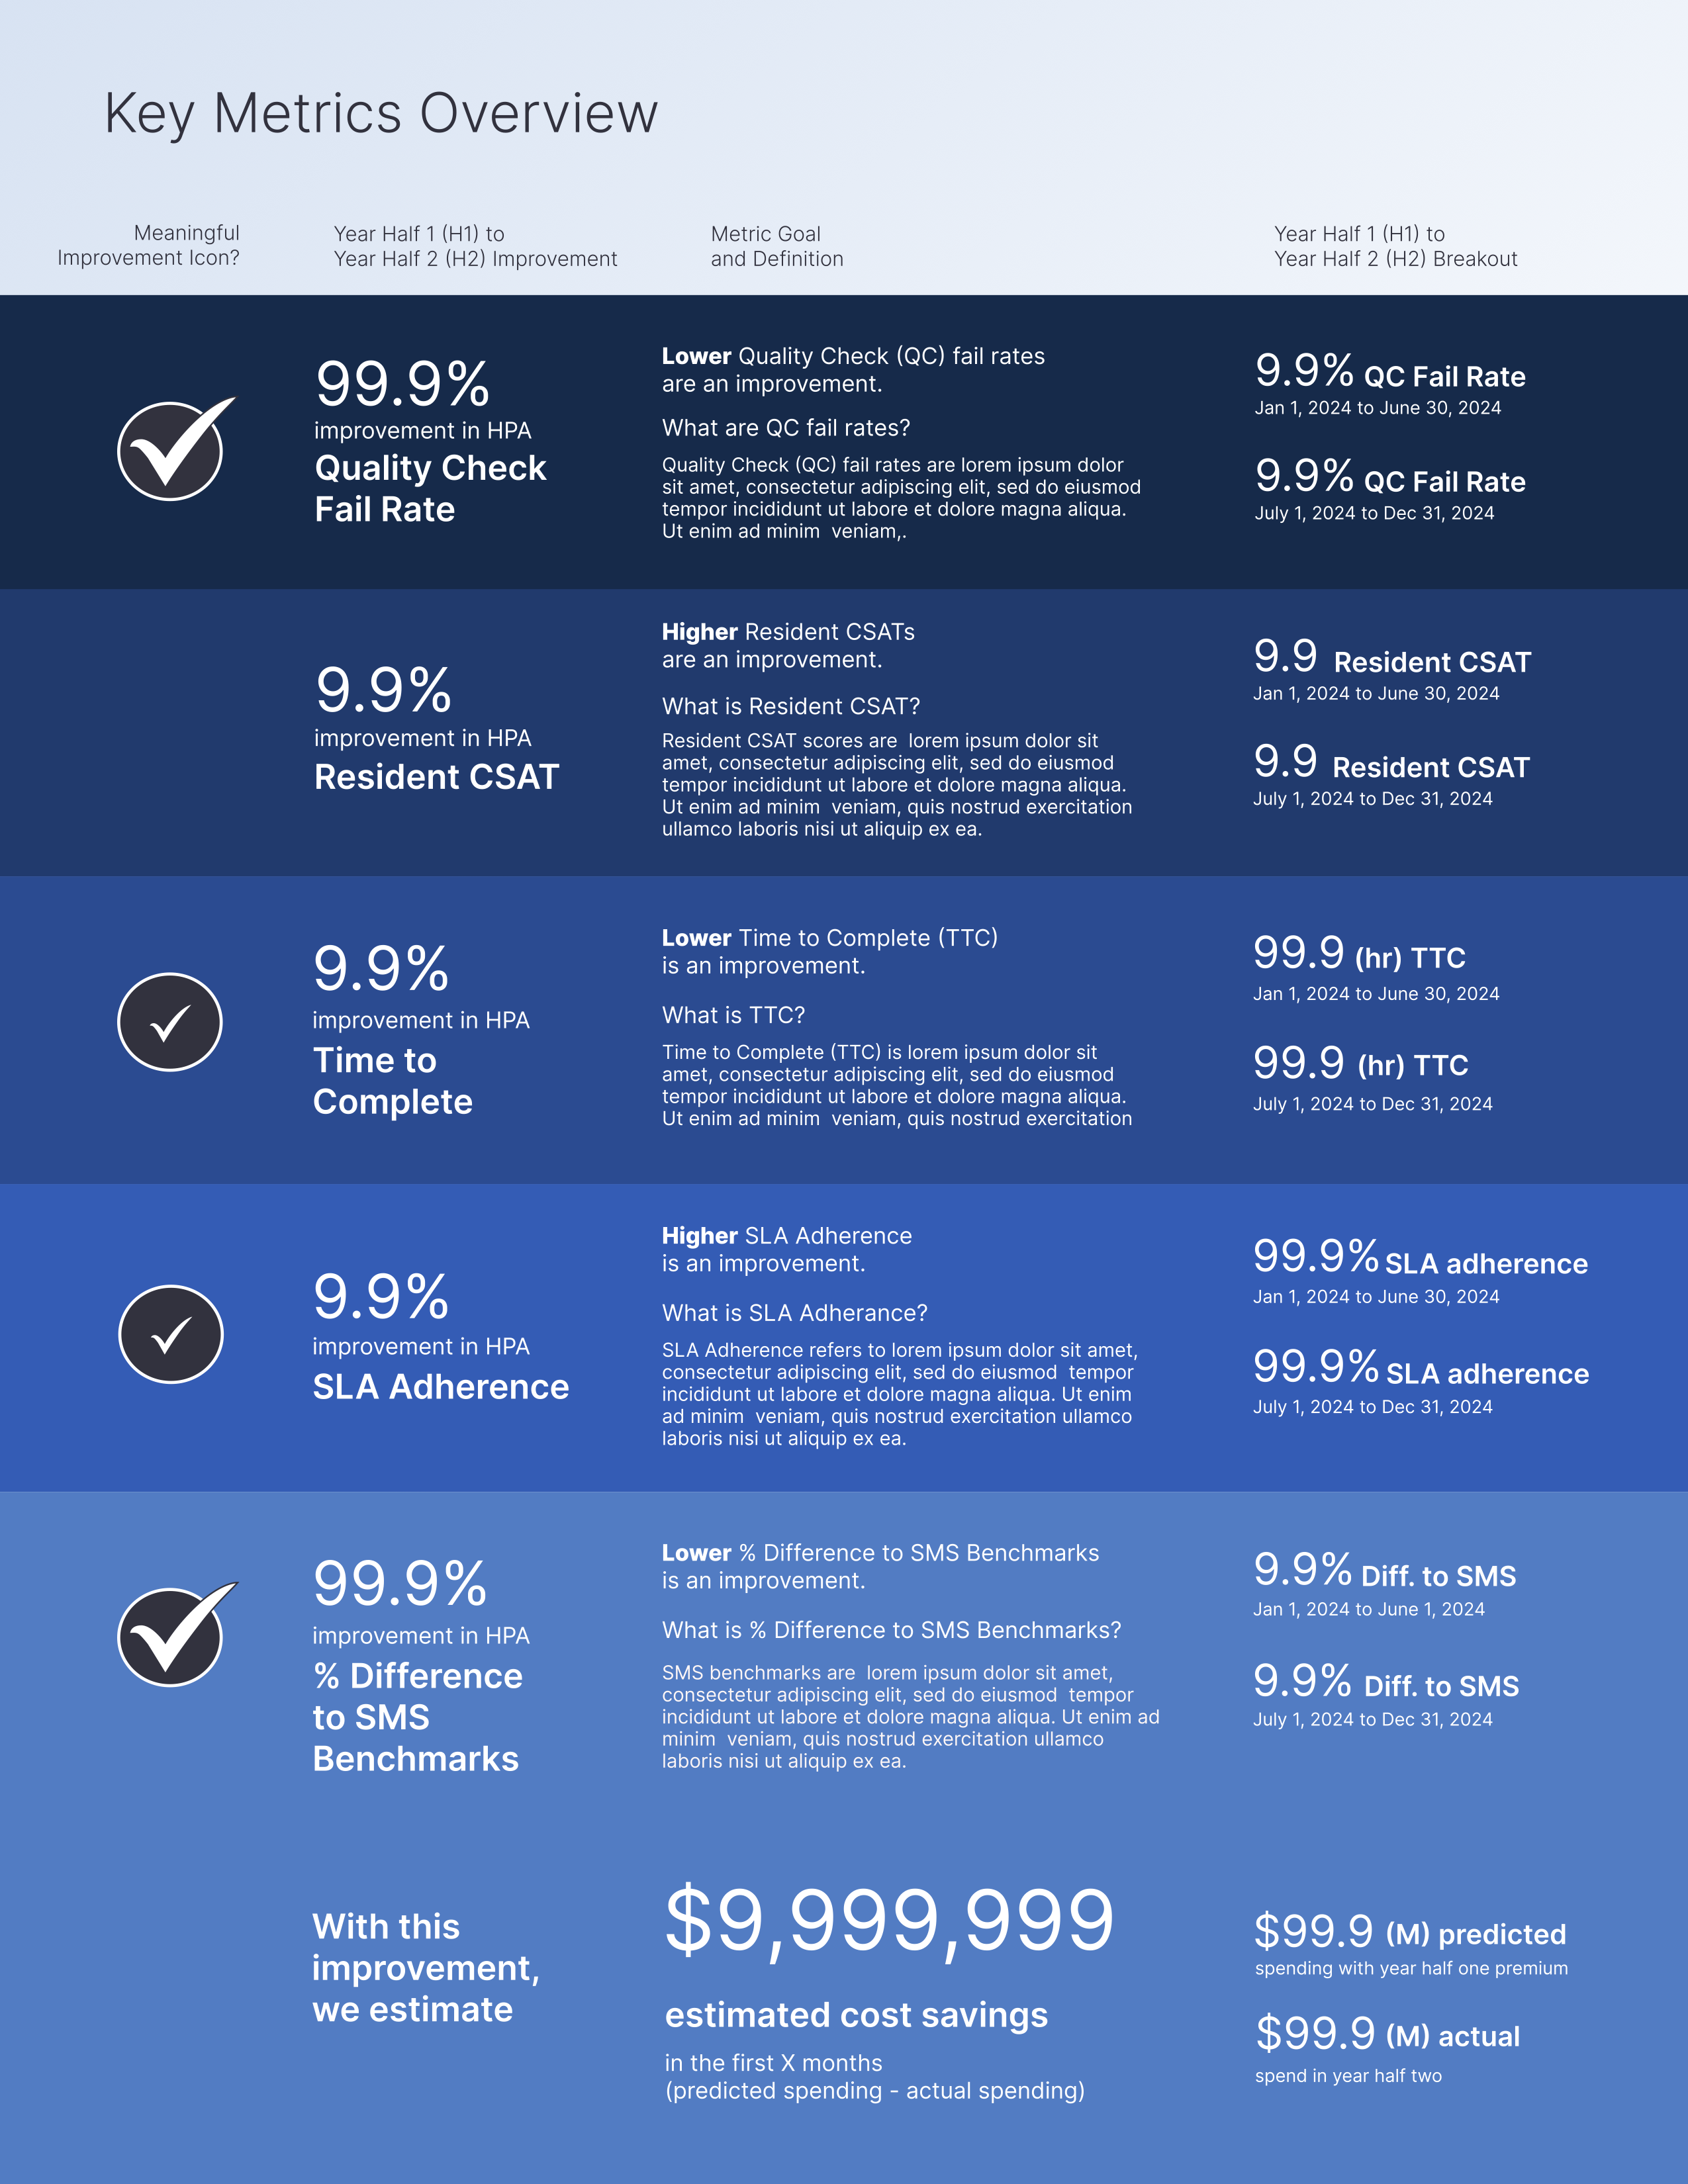 Key Metrics Overview
Meaningful
Improvement Icon?
Year Half 1 (H1) to
Year Half 2 (H2) Improvement
Metric Goal
and Definition
Year Half 1 (H1) to
Year Half 2 (H2) Breakout
99.9%
improvement in HPA
Quality Check
Fail Rate
Lower Quality Check (QC) fail rates
are an improvement.
What are QC fail rates?
Quality Check (QC) fail rates are lorem ipsum dolor
sit amet, consectetur adipiscing elit, sed do eiusmod
tempor incididunt ut labore et dolore magna aliqua.
Ut enim ad minim  veniam,.
9.9% QC Fail Rate
Jan 1, 2024 to June 30, 2024
9.9% QC Fail Rate
July 1, 2024 to Dec 31, 2024
9.9%
improvement in HPA
Resident CSAT
Higher Resident CSATs
are an improvement.
What is Resident CSAT?
Resident CSAT scores are  lorem ipsum dolor sit
amet, consectetur adipiscing elit, sed do eiusmod
tempor incididunt ut labore et dolore magna aliqua.
Ut enim ad minim  veniam, quis nostrud exercitation
ullamco laboris nisi ut aliquip ex ea.
9.9 Resident CSAT
Jan 1, 2024 to June 30, 2024
9.9 Resident CSAT
July 1, 2024 to Dec 31, 2024
9.9%
improvement in HPA
Time to
Complete
Lower Time to Complete (TTC)
is an improvement.
What is TTC?
Time to Complete (TTC) is lorem ipsum dolor sit
amet, consectetur adipiscing elit, sed do eiusmod
tempor incididunt ut labore et dolore magna aliqua.
Ut enim ad minim  veniam, quis nostrud exercitation
99.9 (hr) TTC
Jan 1, 2024 to June 30, 2024
99.9 (hr) TTC
July 1, 2024 to Dec 31, 2024
9.9%
improvement in HPA
SLA Adherence
Higher SLA Adherence
is an improvement.
What is SLA Adherance?
SLA Adherence refers to lorem ipsum dolor sit amet,
consectetur adipiscing elit, sed do eiusmod  tempor
incididunt ut labore et dolore magna aliqua. Ut enim
ad minim  veniam, quis nostrud exercitation ullamco
laboris nisi ut aliquip ex ea.
99.9% SLA adherence
Jan 1, 2024 to June 30, 2024
99.9% SLA adherence
July 1, 2024 to Dec 31, 2024
99.9%
improvement in HPA
% Difference
to SMS
Benchmarks
Lower % Difference to SMS Benchmarks
is an improvement.
What is % Difference to SMS Benchmarks?
SMS benchmarks are  lorem ipsum dolor sit amet,
consectetur adipiscing elit, sed do eiusmod  tempor
incididunt ut labore et dolore magna aliqua. Ut enim ad
minim  veniam, quis nostrud exercitation ullamco
laboris nisi ut aliquip ex ea.
9.9% Diff. to SMS
Jan 1, 2024 to June 1, 2024
9.9% Diff. to SMS
July 1, 2024 to Dec 31, 2024
With this
improvement,
we estimate
$9,999,999
estimated cost savings
in the first X months
(predicted spending - actual spending)
$99.9 (M) predicted
spending with year half one premium
$99.9 (M) actual
spend in year half two